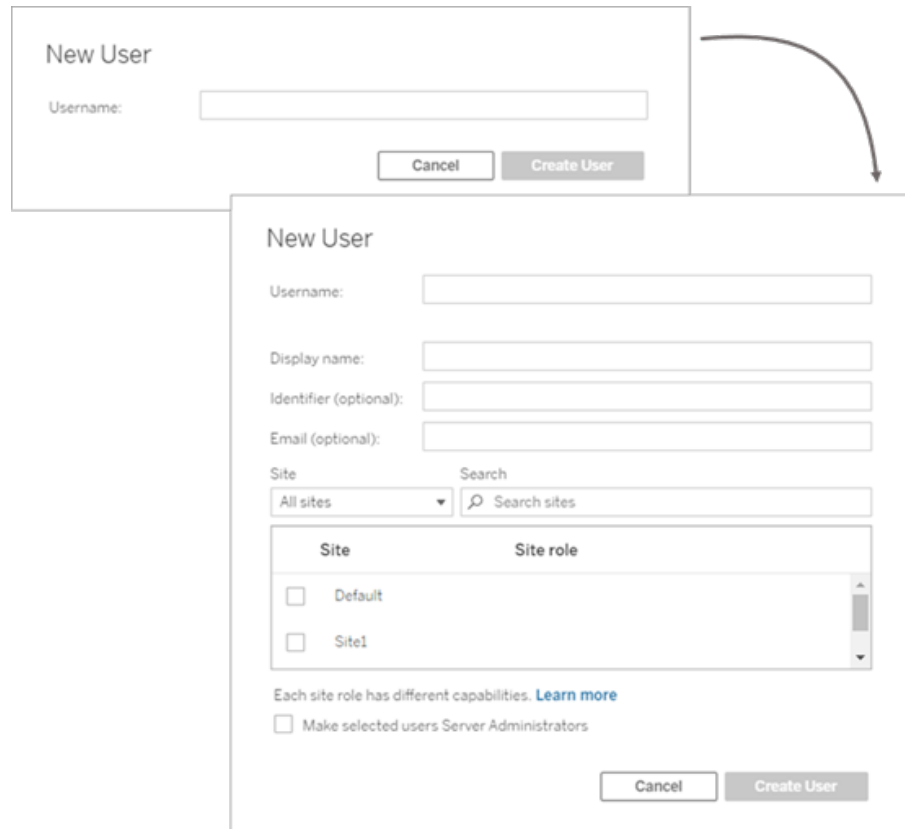 New User
Username:
Cancel Create User
New User
Username:
Display name:
Identifier (optional):
Email (optional):
Site Search
All sites Search sites
Site Site role
Default
Site1
Each site role has different capabilities. Learn more
Make selected users Server Administrators
Cancel Create User